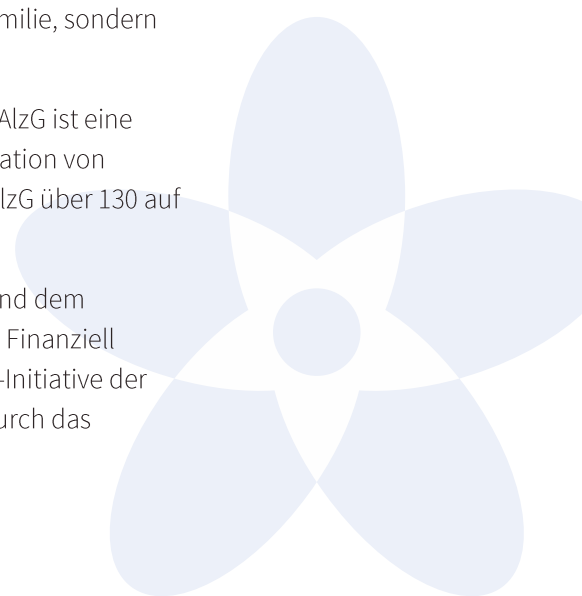 milie, sondern
AlzG ist eine
ation von
lzG über 130 auf
nd dem
Finanziell
-Initiative der
urch das